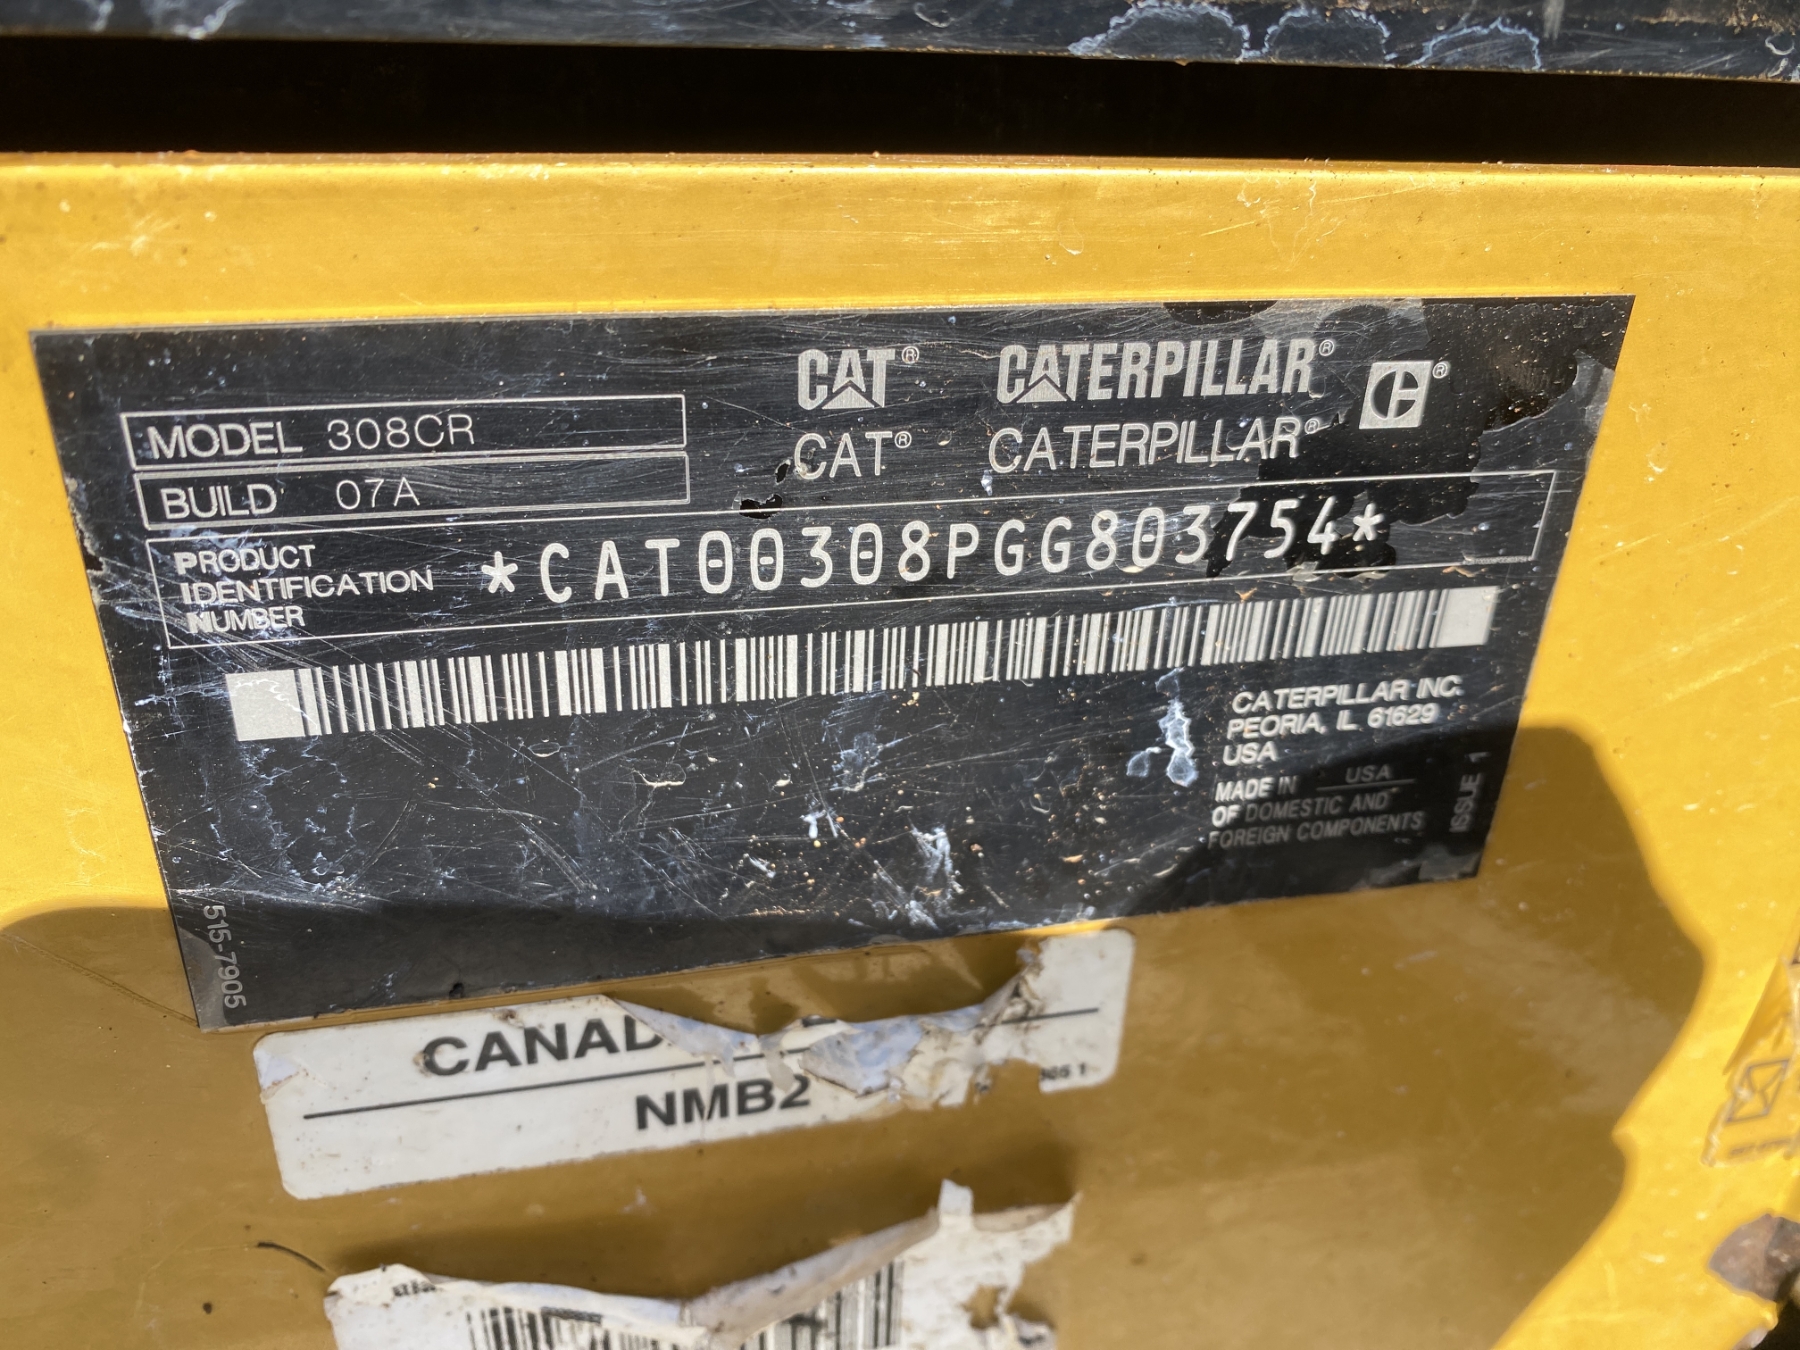 CAT® CATERPILLAR®
CAT® CATERPILLAR®
MODEL 308CR
BUILD 07A
PRODUCT
IDENTIFICATION
NUMBER
*CAT00308PGG803754*
CATERPILLAR INC.
PEORIA, IL 61629
USA
MADE IN USA
OF DOMESTIC AND
FOREIGN COMPONENTS
ISSUE 1
515-7905
CANAD
NMB2